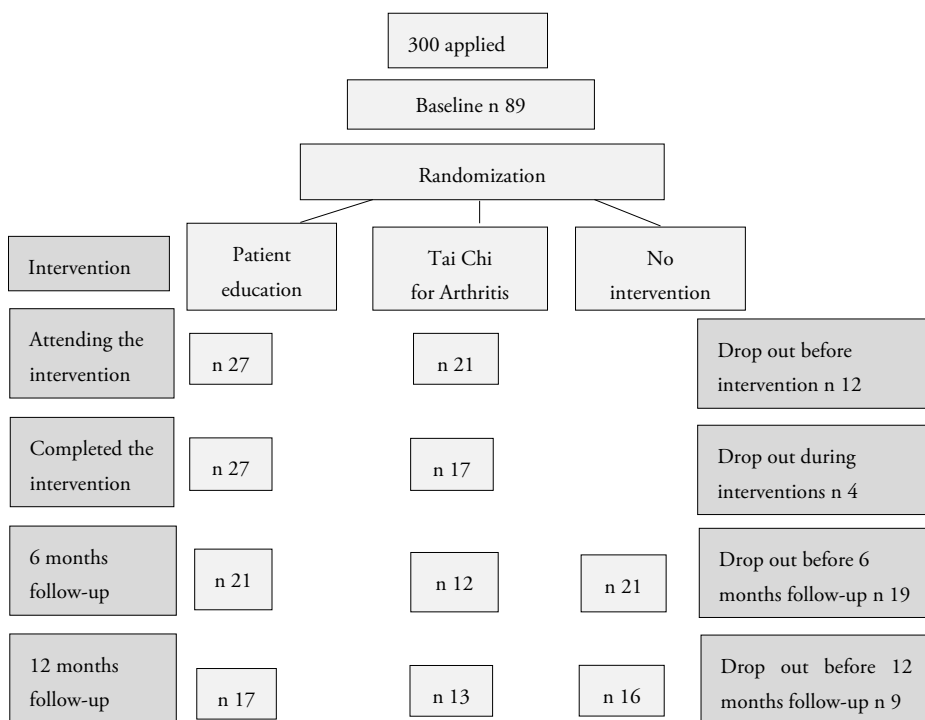 300 applied
Baseline n 89
Randomization
Intervention
Patient
education
Tai Chi
for Arthritis
No
intervention
Attending the
intervention
n 27
n 21
Drop out before
intervention n 12
Completed the
intervention
n 27
n 17
Drop out during
interventions n 4
6 months
follow-up
n 21
n 12
n 21
Drop out before 6
months follow-up n 19
12 months
follow-up
n 17
n 13
n 16
Drop out before 12
months follow-up n 9